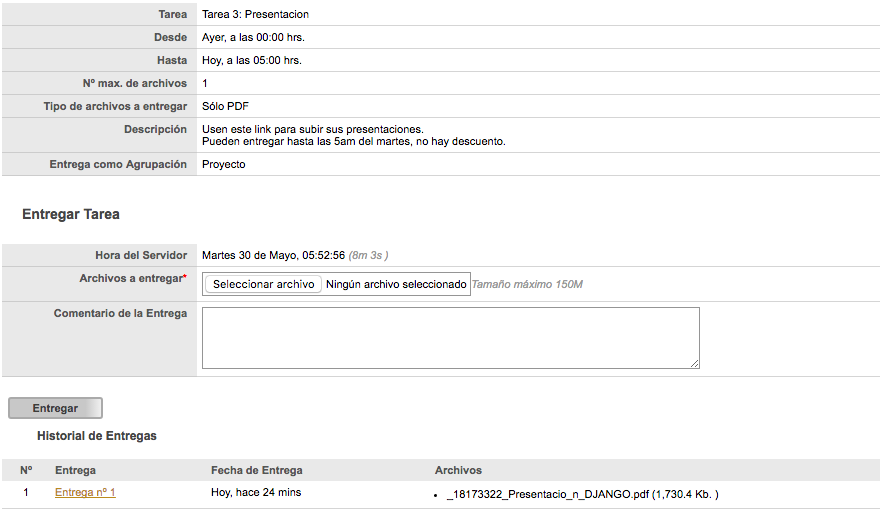 Tarea Tarea 3: Presentacion
Desde Ayer, a las 00:00 hrs.
Hasta Hoy, a las 05:00 hrs.
Nº max. de archivos 1
Tipo de archivos a entregar Sólo PDF
Descripción Usen este link para subir sus presentaciones.
Pueden entregar hasta las 5am del martes, no hay descuento.
Entrega como Agrupación Proyecto
Entregar Tarea
Hora del Servidor Martes 30 de Mayo, 05:52:56 (8m 3s )
Archivos a entregar* Seleccionar archivo Ningún archivo seleccionado Tamaño máximo 150M
Comentario de la Entrega
Entregar
Historial de Entregas
Nº Entrega Fecha de Entrega Archivos
1 Entrega nº 1 Hoy, hace 24 mins • _18173322_Presentacio_n_DJANGO.pdf (1,730.4 Kb. )